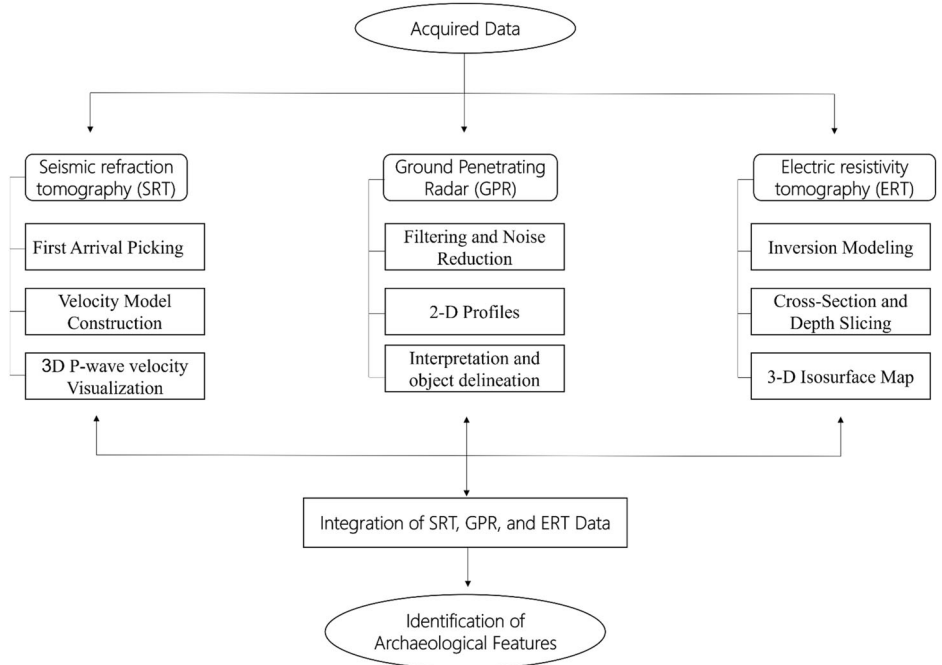 Acquired Data
Seismic refraction
tomography (SRT)
First Arrival Picking
Velocity Model
Construction
3D P-wave velocity
Visualization
Ground Penetrating
Radar (GPR)
Filtering and Noise
Reduction
2-D Profiles
Interpretation and
object delineation
Electric resistivity
tomography (ERT)
Inversion Modeling
Cross-Section and
Depth Slicing
3-D Isosurface Map
Integration of SRT, GPR, and ERT Data
Identification of
Archaeological Features